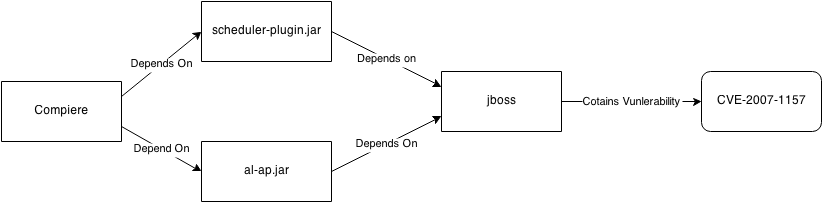 scheduler-plugin.jar
Depends On
Depends on
Compiere
jboss
Cotains Vunlerability
CVE-2007-1157
Depend On
Depends On
al-ap.jar